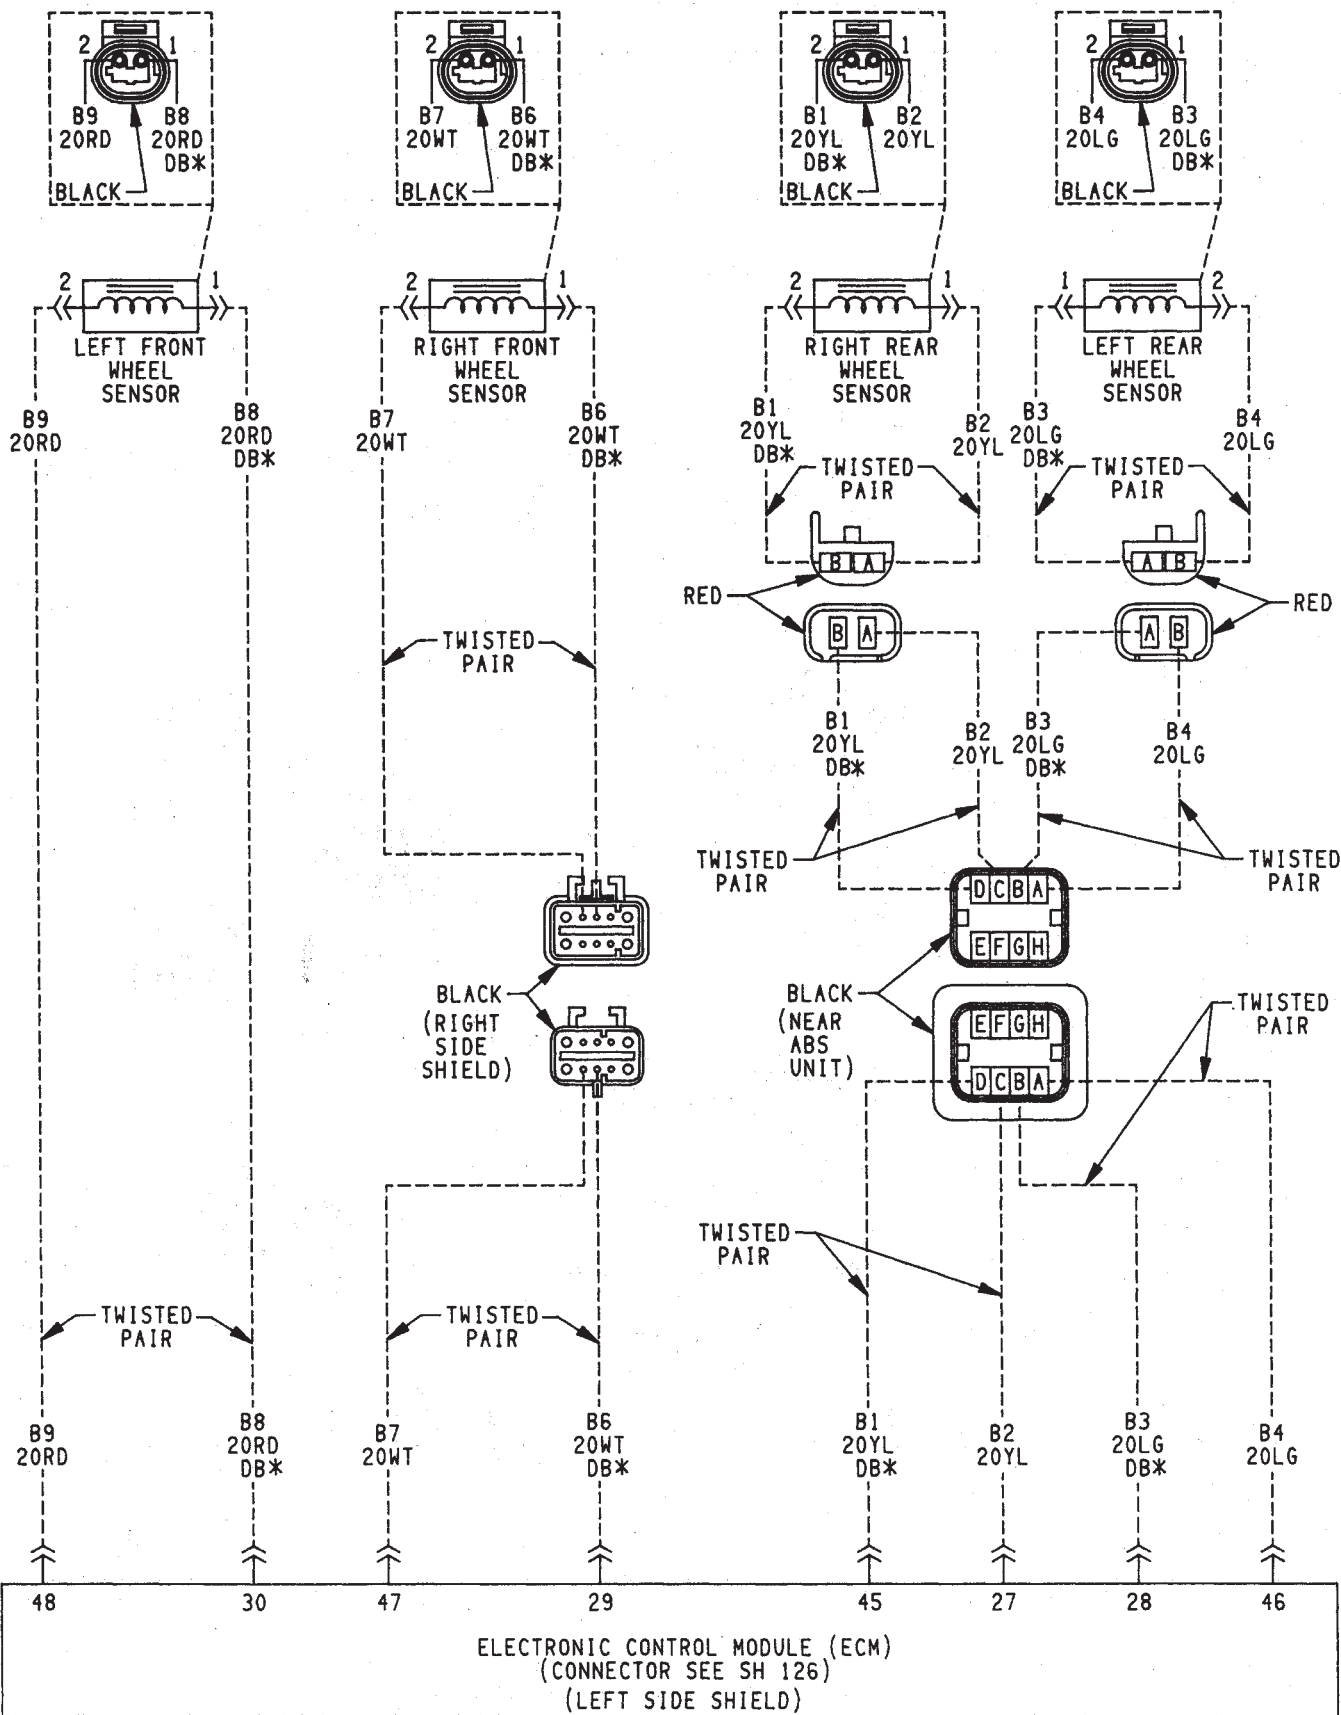 2 1
B9 B8
20RD 20RD
DB*
BLACK
2 1
B7 B6
20WT 20WT
DB*
BLACK
2 1
B1 B2
20YL 20YL
DB*
BLACK
2 1
B4 B3
20LG 20LG
DB*
BLACK
2 1
LEFT FRONT
WHEEL
SENSOR
2 1
RIGHT FRONT
WHEEL
SENSOR
2 1
RIGHT REAR
WHEEL
SENSOR
1 2
LEFT REAR
WHEEL
SENSOR
B9
20RD
B8
20RD
DB*
B7
20WT
B6
20WT
DB*
B1
20YL
DB*
B2
20YL
B3
20LG
DB*
B4
20LG
TWISTED
PAIR
TWISTED
PAIR
B A
A B
RED
RED
B A
A B
TWISTED
PAIR
B1
20YL
DB*
B2
20YL
B3
20LG
DB*
B4
20LG
TWISTED
PAIR
TWISTED
PAIR
D C B A
E F G H
BLACK
(RIGHT
SIDE
SHIELD)
BLACK
(NEAR
ABS
UNIT)
E F G H
D C B A
TWISTED
PAIR
TWISTED
PAIR
TWISTED
PAIR
TWISTED
PAIR
B9
20RD
B8
20RD
DB*
B7
20WT
B6
20WT
DB*
B1
20YL
DB*
B2
20YL
B3
20LG
DB*
B4
20LG
48 30 47 29 45 27 28 46
ELECTRONIC CONTROL MODULE (ECM)
(CONNECTOR SEE SH 126)
(LEFT SIDE SHIELD)